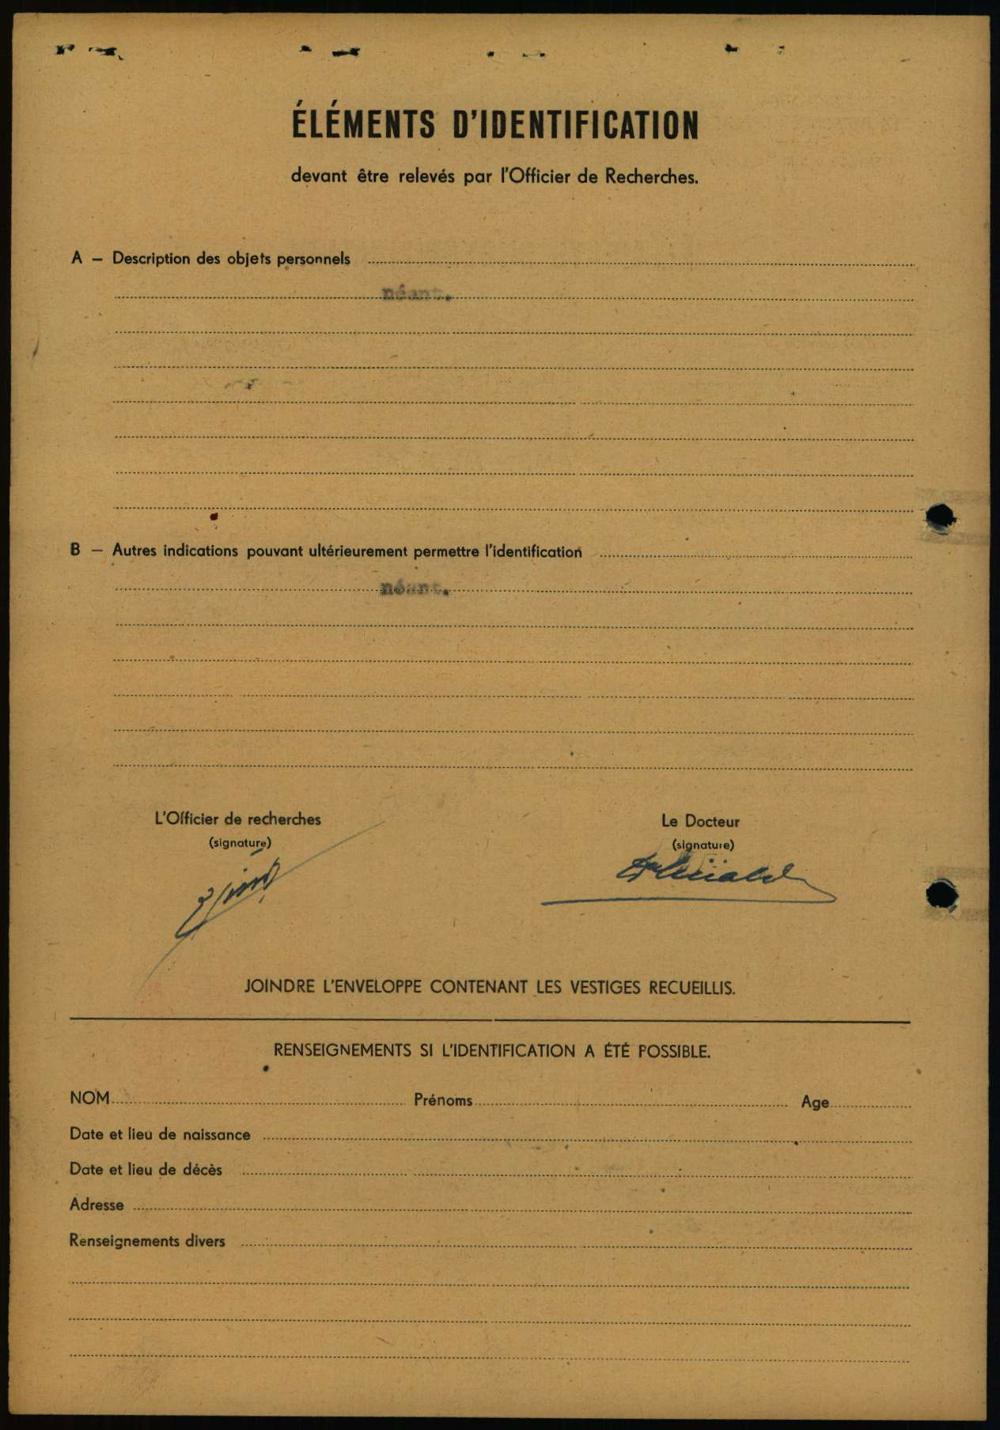 ÉLÉMENTS D'IDENTIFICATION
devant être relevés par l'Officier de Recherches.
A – Description des objets personnels
néant.
B – Autres indications pouvant ultérieurement permettre l'identification
néant.
L'Officier de recherches
(signature)
Le Docteur
(signature)
JOINDRE L'ENVELOPPE CONTENANT LES VESTIGES RECUEILLIS.
RENSEIGNEMENTS SI L'IDENTIFICATION A ÉTÉ POSSIBLE.
NOM Prénoms Age
Date et lieu de naissance
Date et lieu de décès
Adresse
Renseignements divers